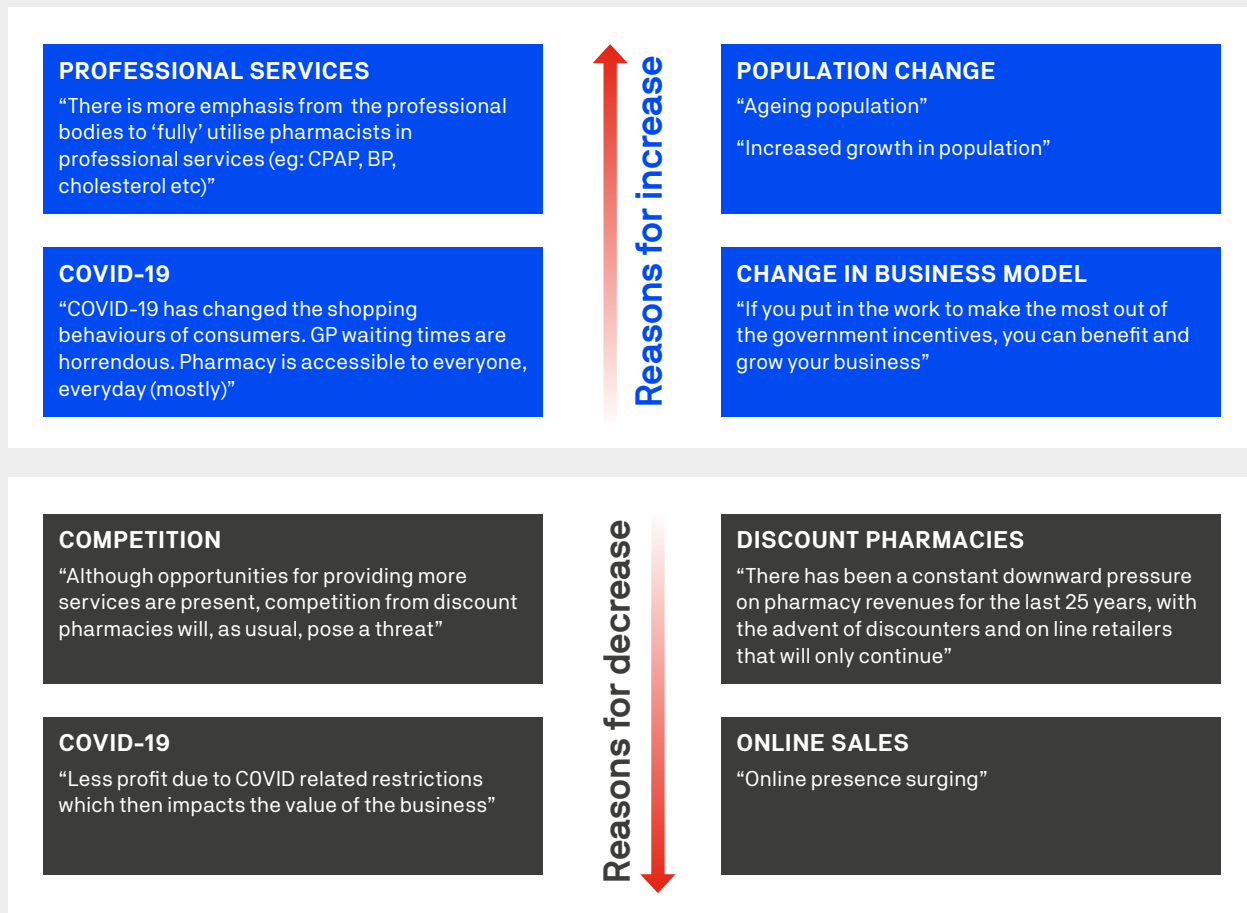 PROFESSIONAL SERVICES
“There is more emphasis from the professional
bodies to ‘fully’ utilise pharmacists in
professional services (eg: CPAP, BP,
cholesterol etc)”
COVID-19
“COVID-19 has changed the shopping
behaviours of consumers. GP waiting times are
horrendous. Pharmacy is accessible to everyone,
everyday (mostly)”
Reasons for increase
POPULATION CHANGE
“Ageing population”
“Increased growth in population”
CHANGE IN BUSINESS MODEL
“If you put in the work to make the most out of
the government incentives, you can benefit and
grow your business”
COMPETITION
“Although opportunities for providing more
services are present, competition from discount
pharmacies will, as usual, pose a threat”
COVID-19
“Less profit due to COVID related restrictions
which then impacts the value of the business”
Reasons for decrease
DISCOUNT PHARMACIES
“There has been a constant downward pressure
on pharmacy revenues for the last 25 years, with
the advent of discounters and on line retailers
that will only continue”
ONLINE SALES
“Online presence surging”